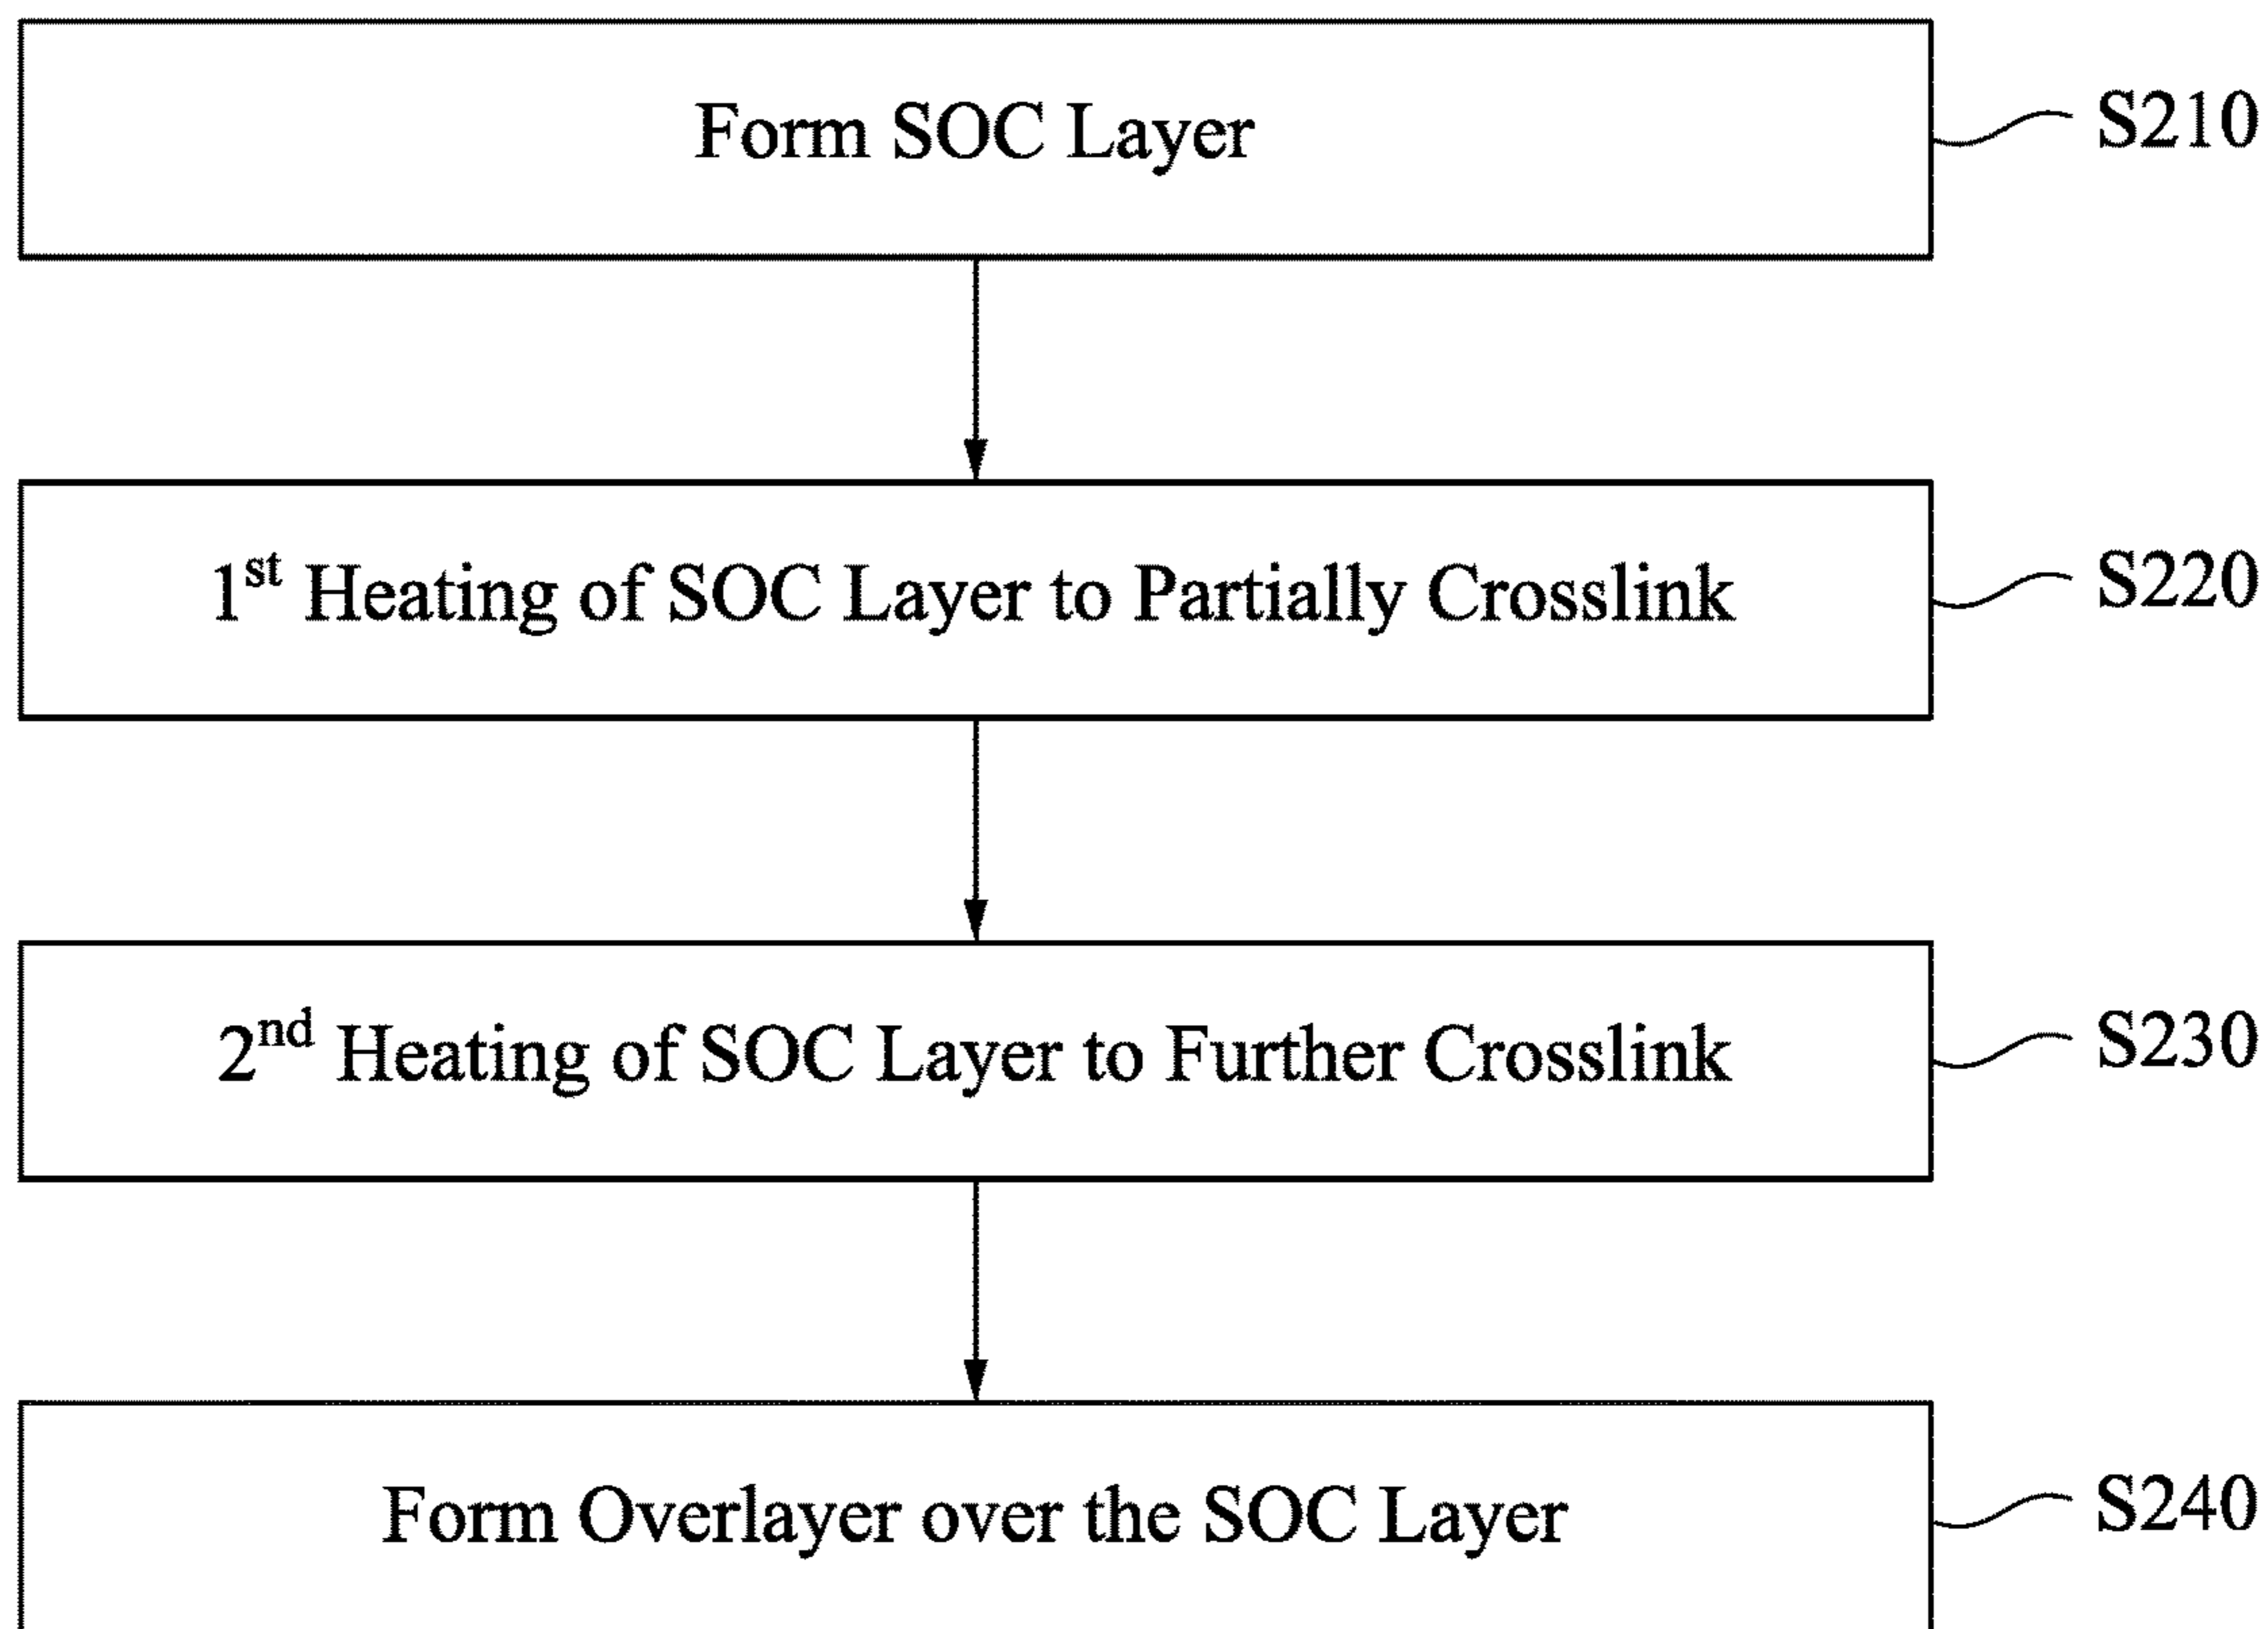 Form SOC Layer
S210
1st Heating of SOC Layer to Partially Crosslink
S220
2nd Heating of SOC Layer to Further Crosslink
S230
Form Overlayer over the SOC Layer
S240